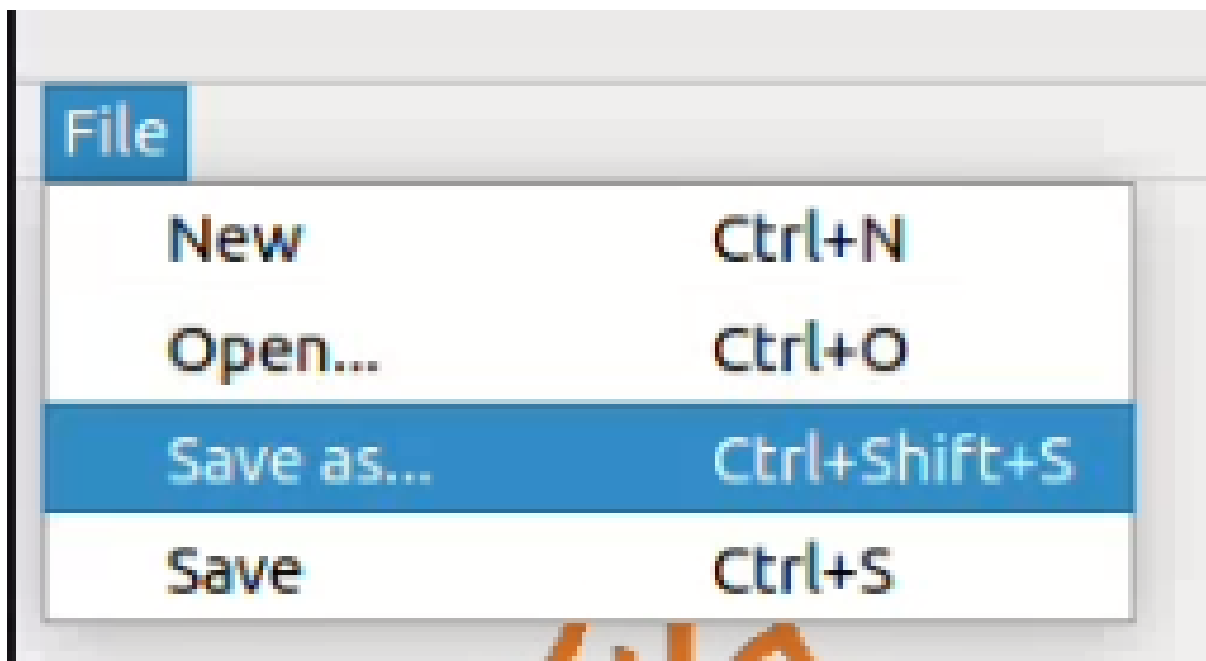 File
New Ctrl+N
Open... Ctrl+O
Save as... Ctrl+Shift+S
Save Ctrl+S